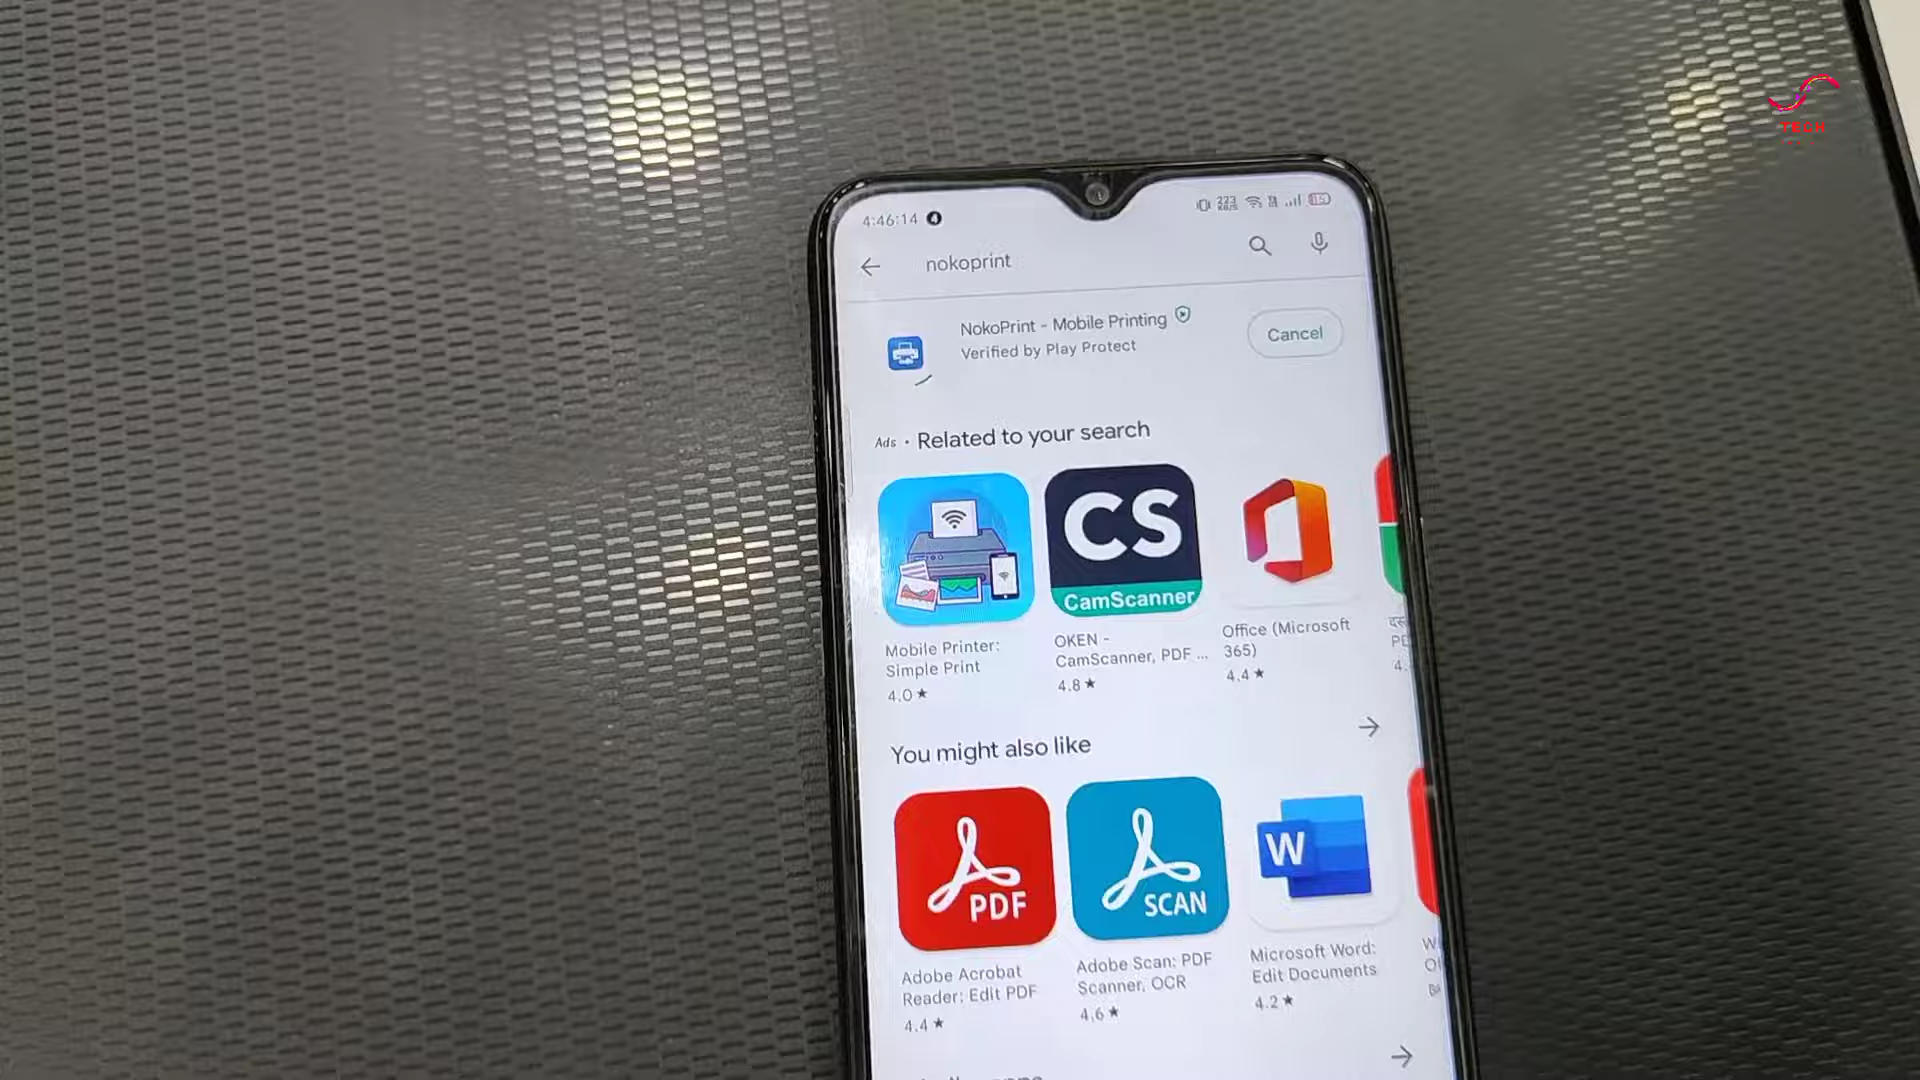 TECH
4:46:14
nokoprint
NokoPrint - Mobile Printing
Verified by Play Protect
Cancel
Ads · Related to your search
CS
CamScanner
Mobile Printer:
Simple Print
4.0 ★
OKEN -
CamScanner, PDF ...
4.8 ★
Office (Microsoft
365)
4.4 ★
You might also like
PDF
SCAN
W
Adobe Acrobat
Reader: Edit PDF
4.4 ★
Adobe Scan: PDF
Scanner, OCR
4.6 ★
Microsoft Word:
Edit Documents
4.2 ★